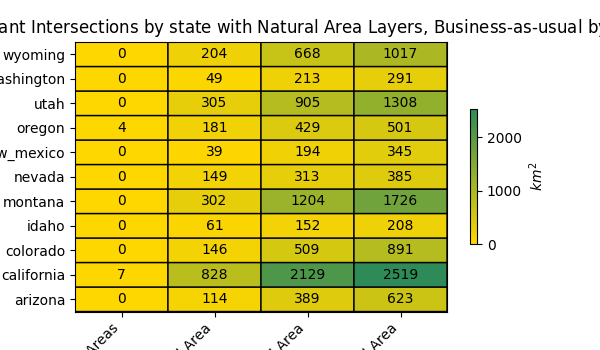 ant Intersections by state with Natural Area Layers, Business-as-usual by
wyoming 0 204 668 1017
ashington 0 49 213 291
utah 0 305 905 1308
oregon 4 181 429 501
w_mexico 0 39 194 345
nevada 0 149 313 385
montana 0 302 1204 1726
idaho 0 61 152 208
colorado 0 146 509 891
california 7 828 2129 2519
arizona 0 114 389 623
2000
1000
0
km²
Areas
Area
Area
Area